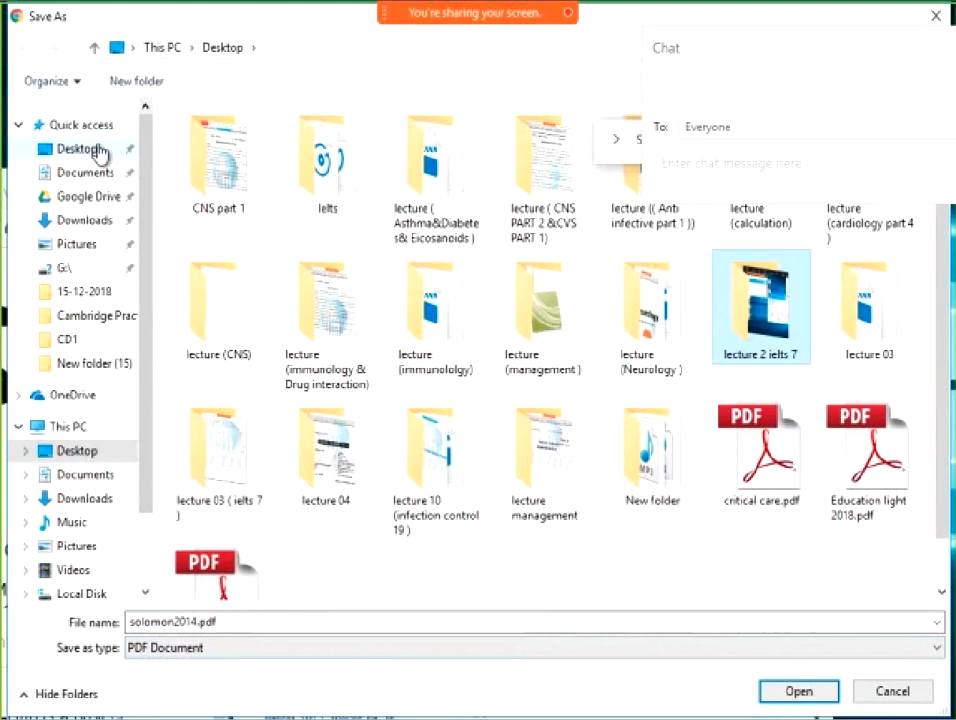 Save As
You're sharing your screen.
This PC
Desktop
Chat
Organize
New folder
To: Everyone
Enter chat message here
Quick access
Desktop
Documents
Google Drive
Downloads
Pictures
G:\
15-12-2018
Cambridge Prac
CD1
New folder (15)
OneDrive
This PC
Desktop
Documents
Downloads
Music
Pictures
Videos
Local Disk
CNS part 1
Ielts
lecture (
Asthma&Diabete
s& Eicosanoids )
lecture ( CNS
PART 2 &CVS
PART 1)
lecture (( Anti
infective part 1 ))
lecture
(calculation)
lecture
(cardiology part 4
)
lecture (CNS)
lecture
(immunology &
Drug interaction)
lecture
(immunololgy)
lecture
(management )
lecture
(Neurology )
lecture 2 ielts 7
lecture 03
lecture 03 ( ielts 7
)
lecture 04
lecture 10
(infection control
19 )
lecture
management
MP3
New folder
PDF
critical care.pdf
PDF
Education light
2018.pdf
PDF
File name: solomon2014.pdf
Save as type: PDF Document
Hide Folders
Open
Cancel